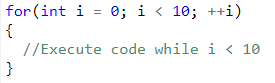 for(int i = 0; i < 10; ++i)
{
  //Execute code while i < 10
}